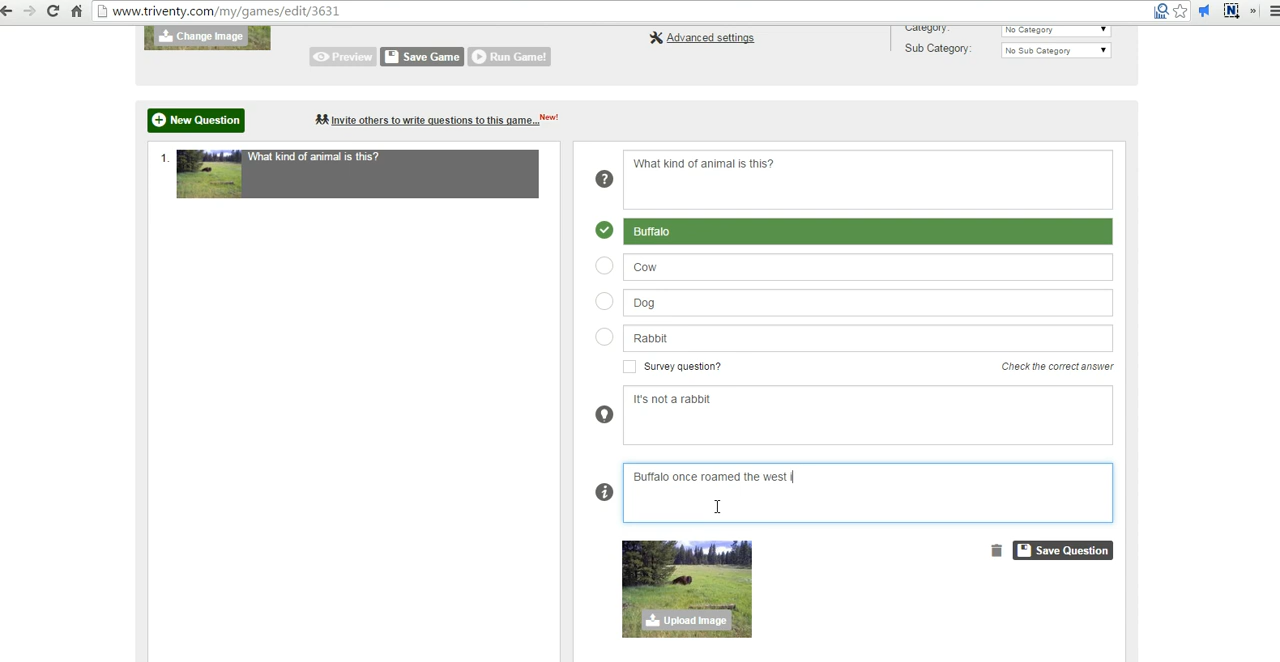 www.triventy.com/my/games/edit/3631
N
»
Change Image
Preview
Save Game
Run Game!
Advanced settings
Category:
No Category
Sub Category:
No Sub Category
New Question
Invite others to write questions to this game... New!
1.
What kind of animal is this?
What kind of animal is this?
Buffalo
Cow
Dog
Rabbit
Survey question?
Check the correct answer
It's not a rabbit
Buffalo once roamed the west i
Save Question
Upload Image